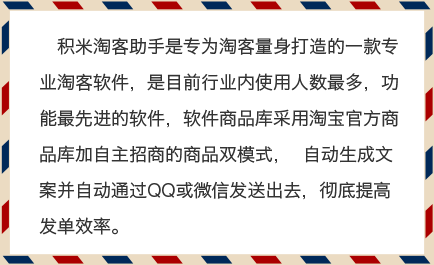 积米淘客助手是专为淘客量身打造的一款专
业淘客软件，是目前行业内使用人数最多，功
能最先进的软件，软件商品库采用淘宝官方商
品库加自主招商的商品双模式， 自动生成文
案并自动通过QQ或微信发送出去，彻底提高
发单效率。